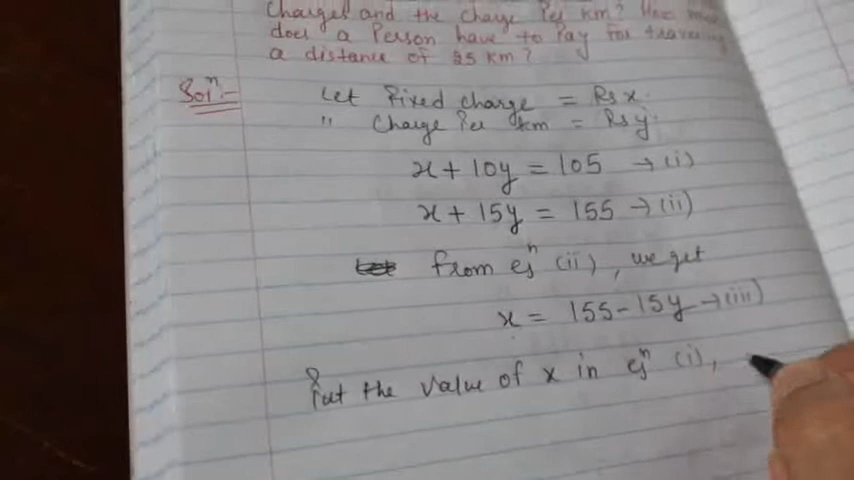 Charges and the charge Per km? How
does a Person have to Pay for traveling
a distance of 25 km?
Solⁿ:-
Let Fixed charge = Rs x.
" Charge Per km = Rs y.
x + 10y = 105 → (i)
x + 15y = 155 → (ii)
from eqⁿ (ii), we get
x = 155 - 15y → (iii)
Put the value of x in eqⁿ (i),